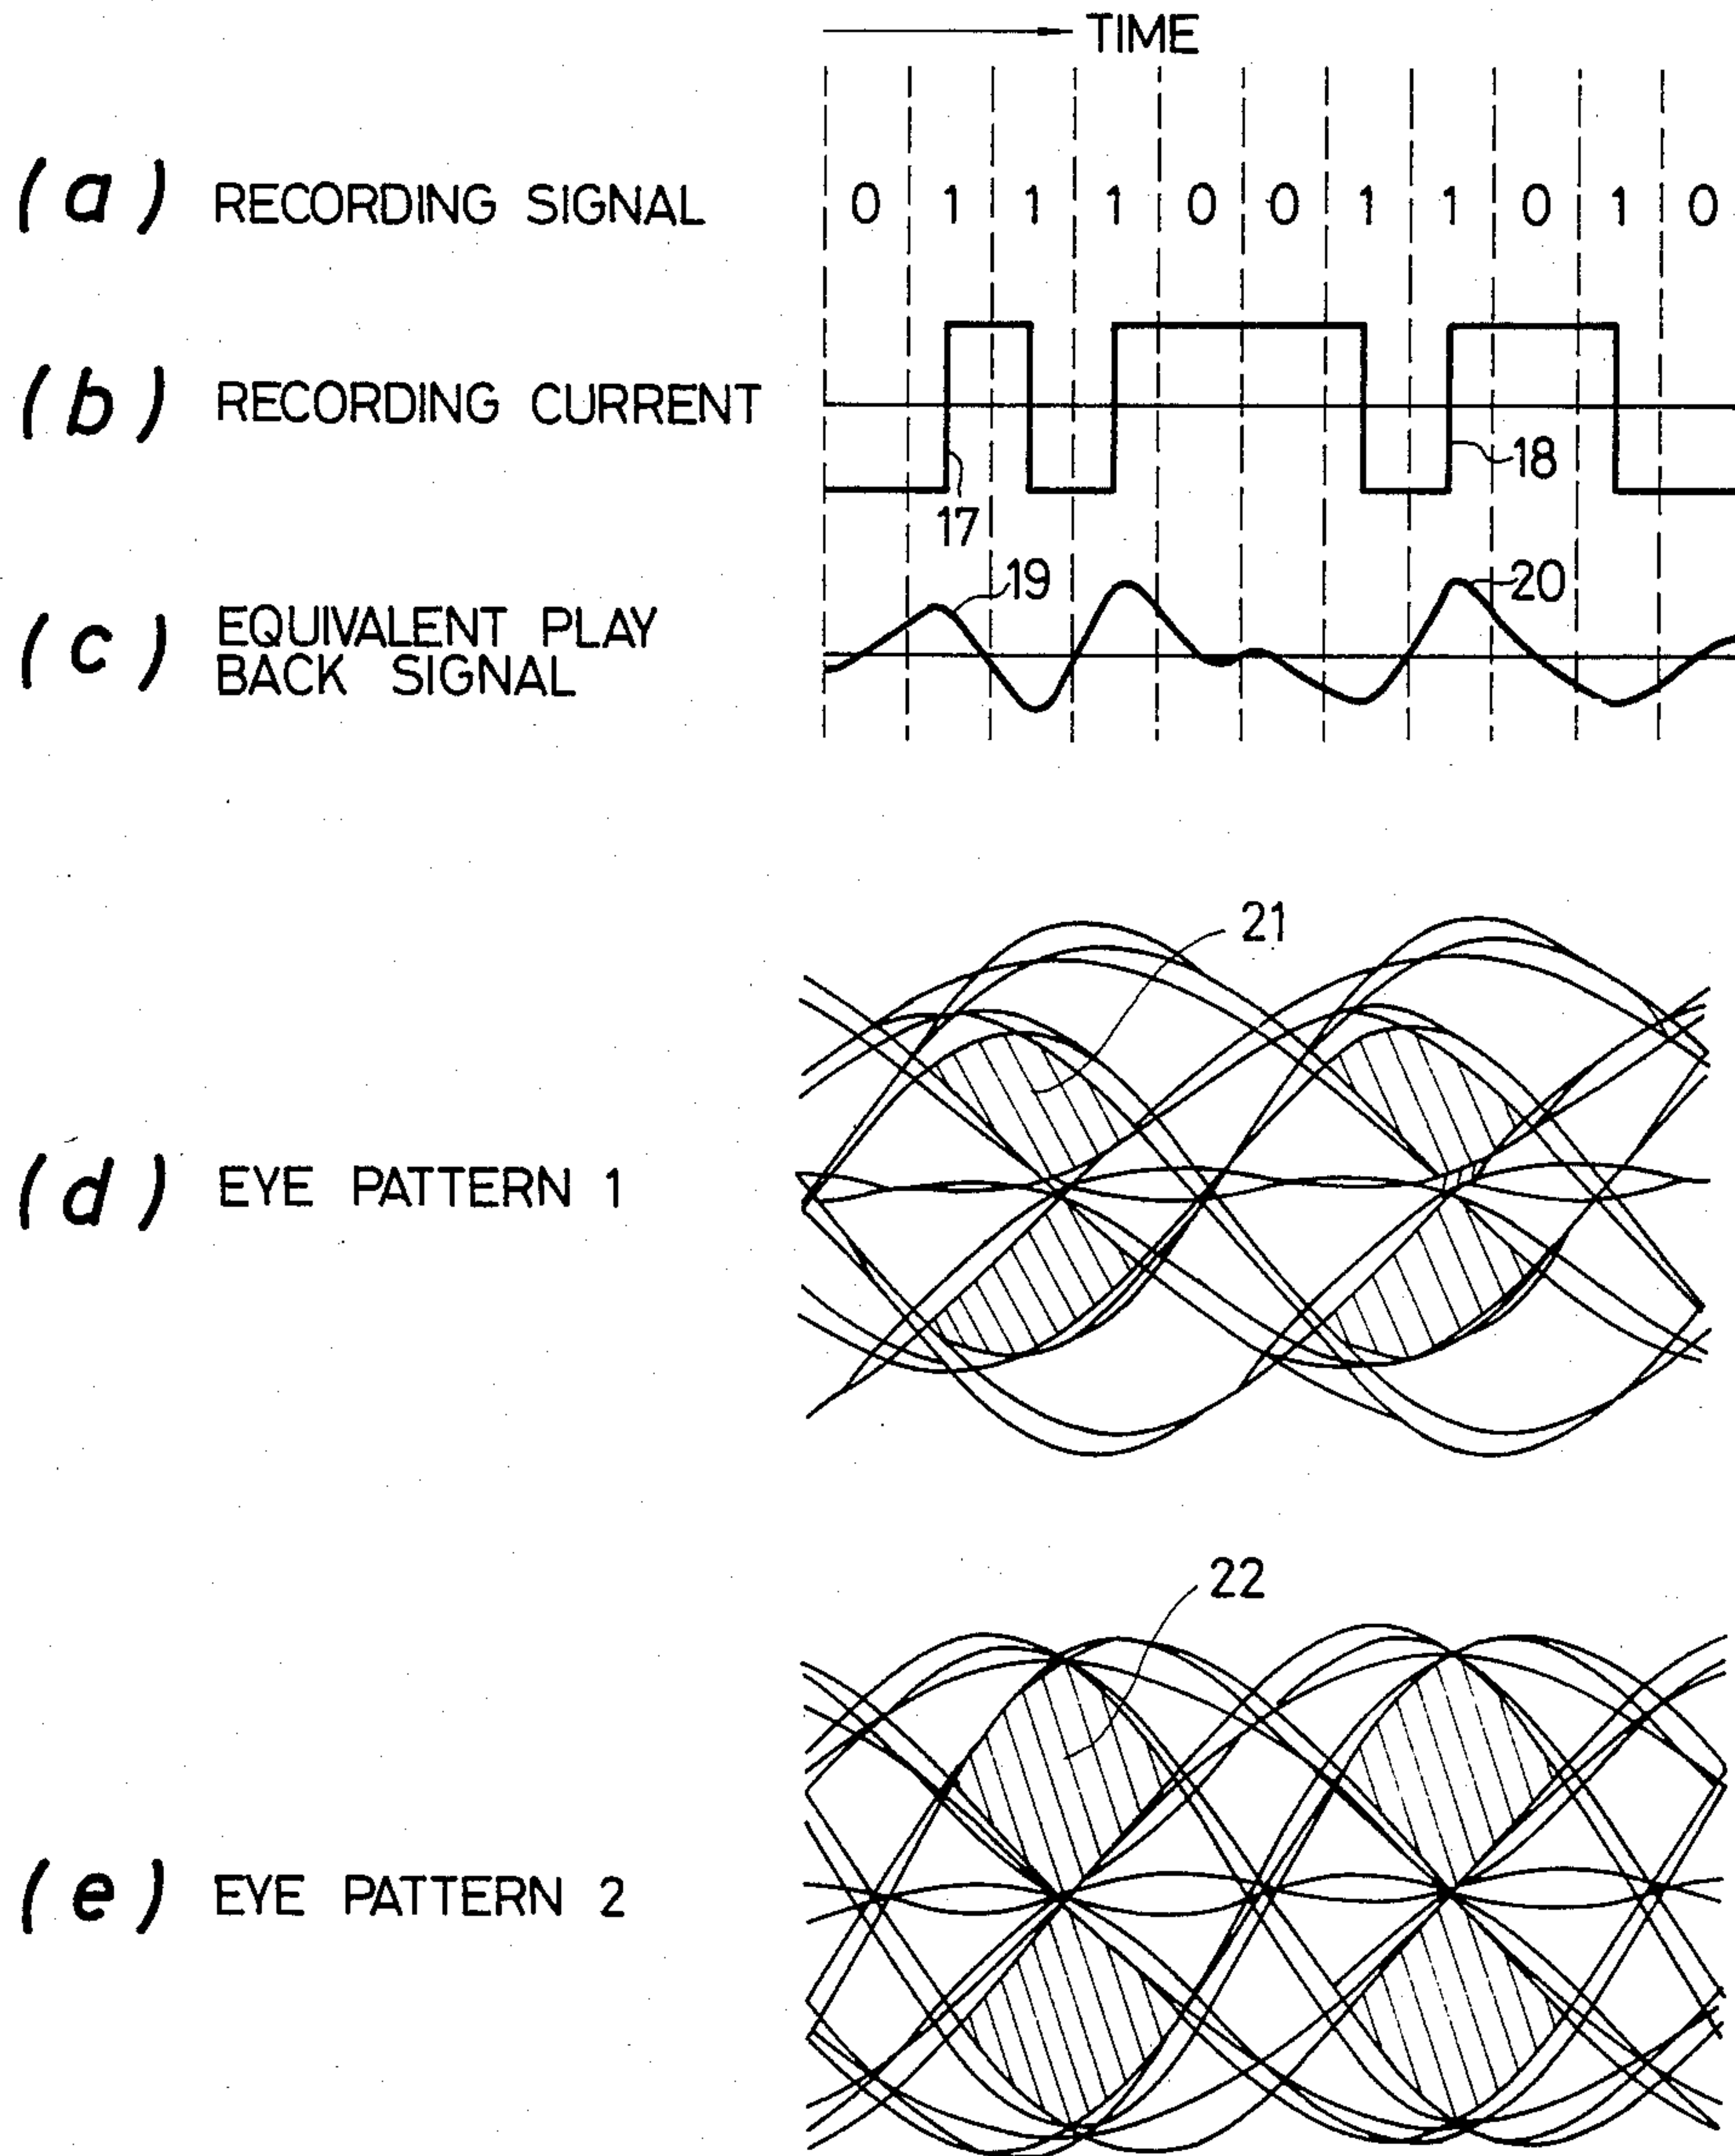 TIME
(a) RECORDING SIGNAL 0 1 1 1 0 0 1 1 0 1 0
(b) RECORDING CURRENT
18
17
19 20
(c) EQUIVALENT PLAY
BACK SIGNAL
21
(d) EYE PATTERN 1
22
(e) EYE PATTERN 2